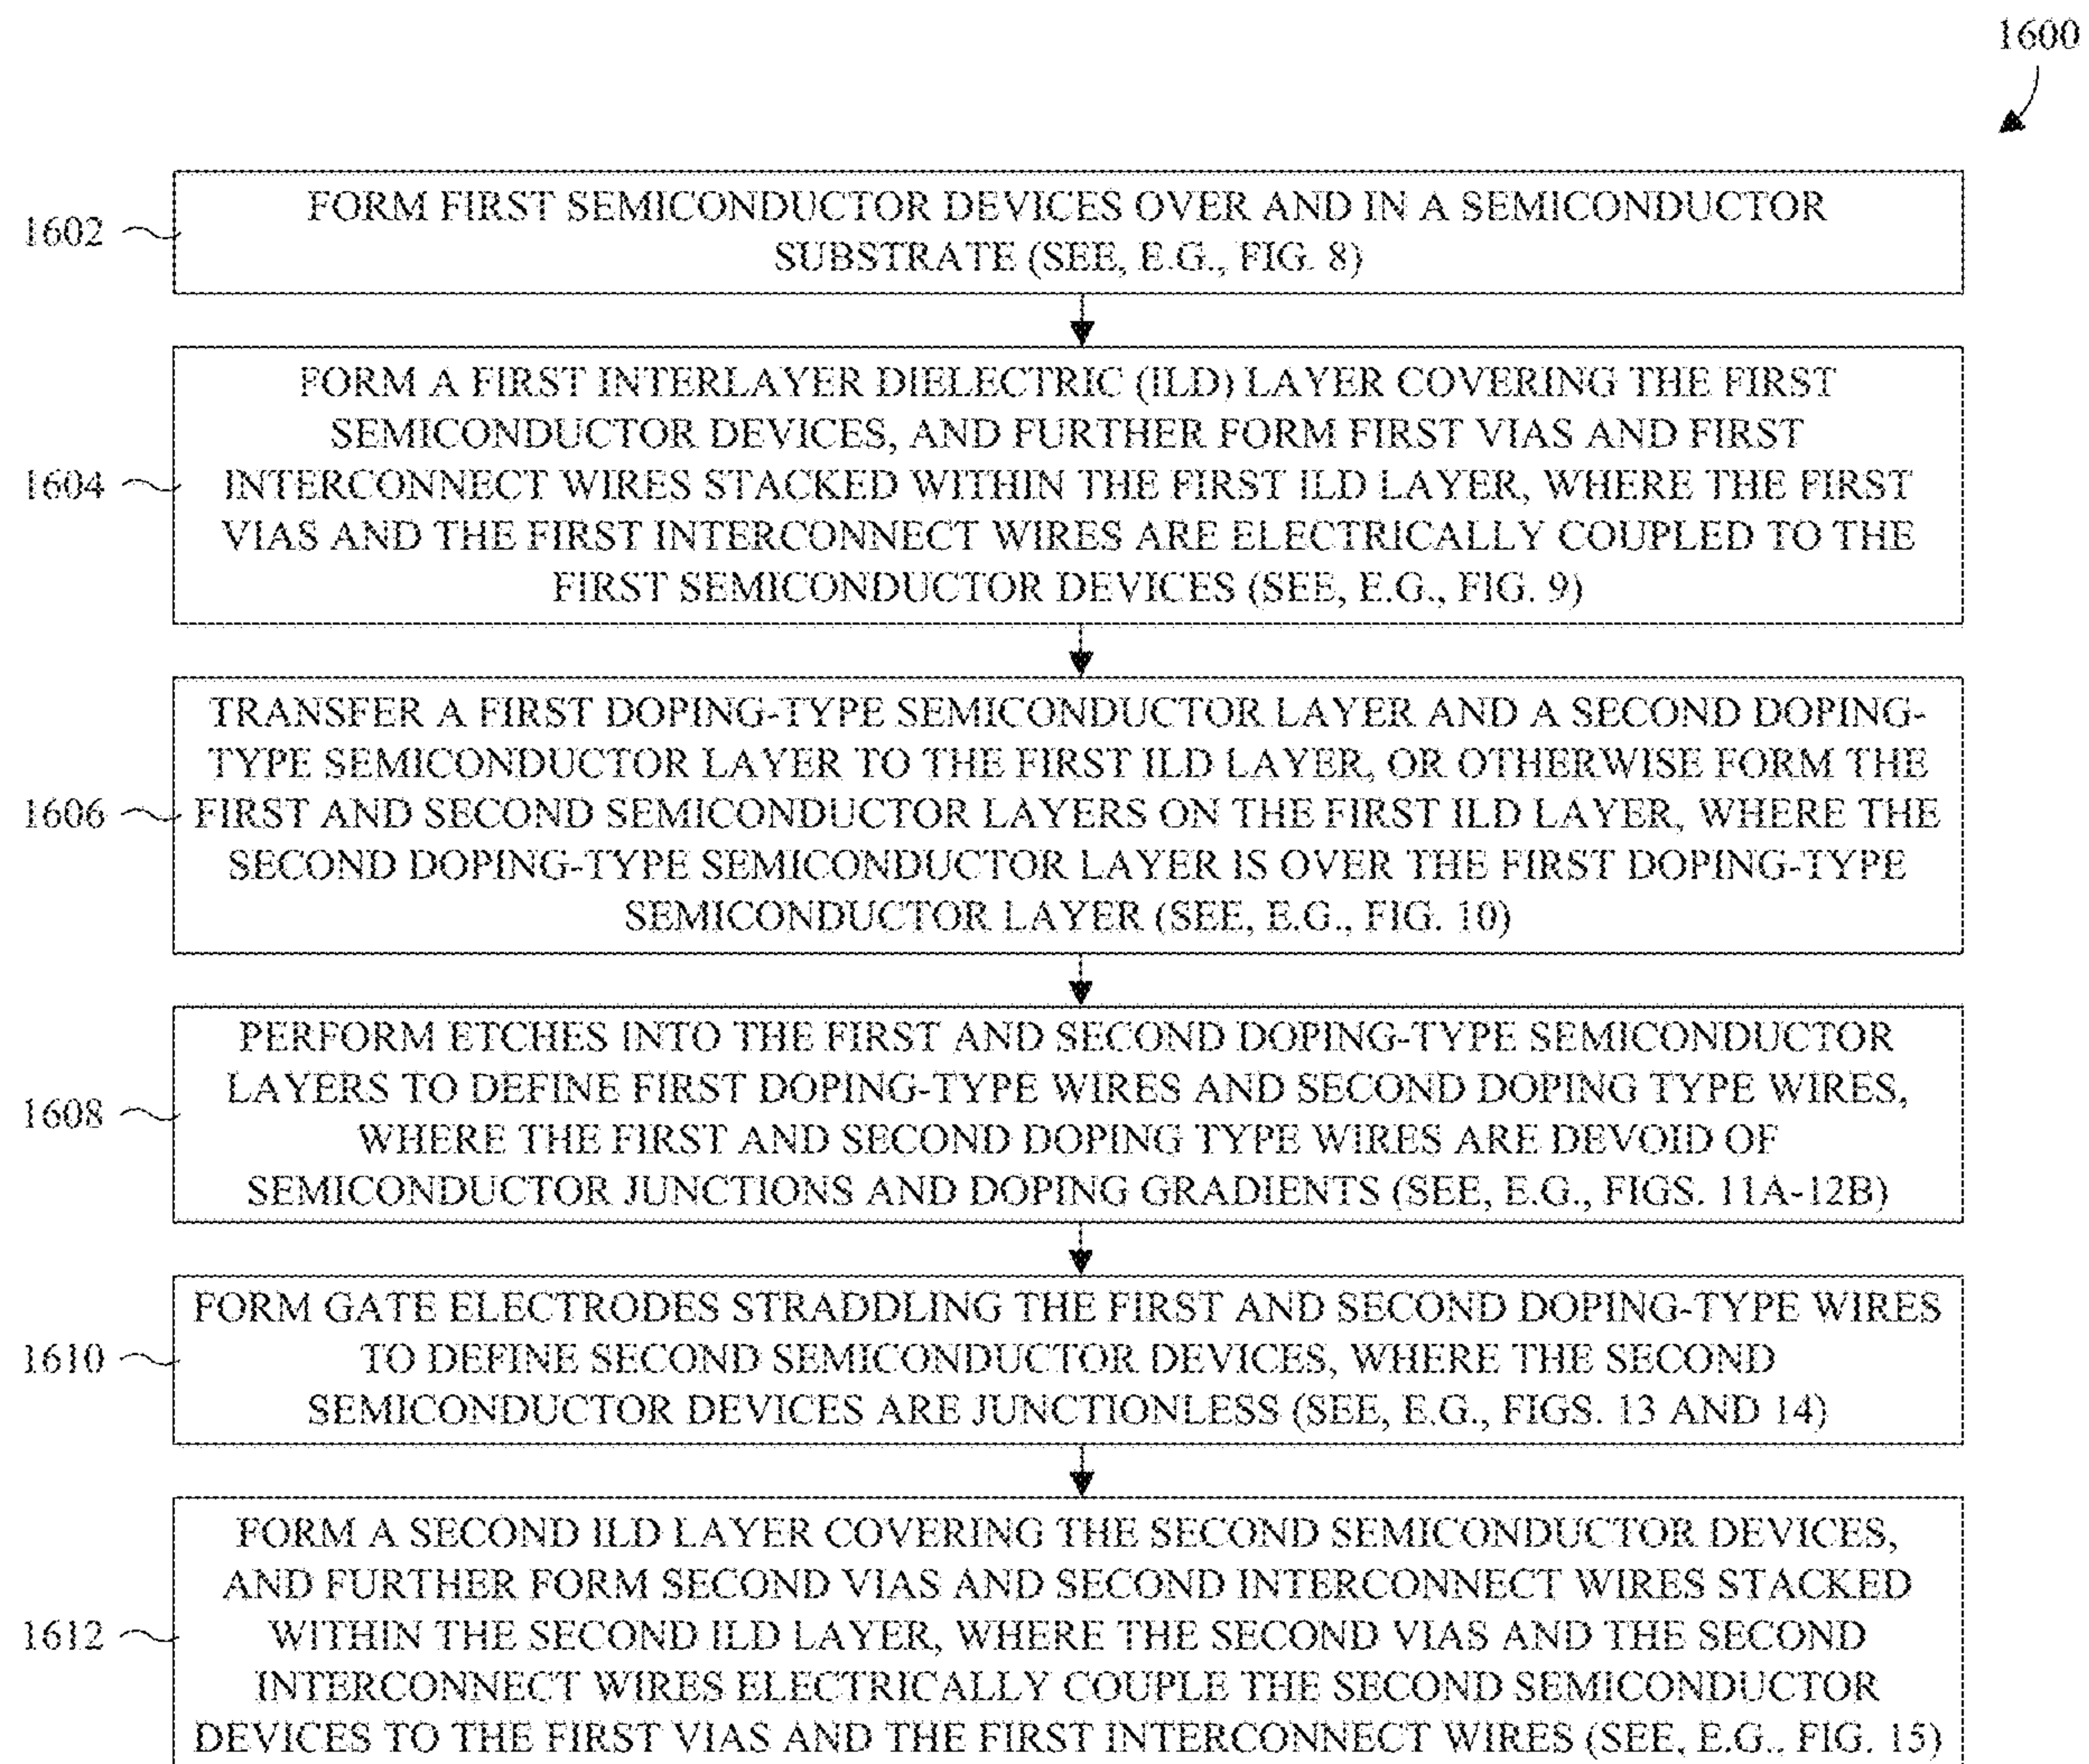 1600
1602
FORM FIRST SEMICONDUCTOR DEVICES OVER AND IN A SEMICONDUCTOR
SUBSTRATE (SEE, E.G., FIG. 8)
1604
FORM A FIRST INTERLAYER DIELECTRIC (ILD) LAYER COVERING THE FIRST
SEMICONDUCTOR DEVICES, AND FURTHER FORM FIRST VIAS AND FIRST
INTERCONNECT WIRES STACKED WITHIN THE FIRST ILD LAYER, WHERE THE FIRST
VIAS AND THE FIRST INTERCONNECT WIRES ARE ELECTRICALLY COUPLED TO THE
FIRST SEMICONDUCTOR DEVICES (SEE, E.G., FIG. 9)
1606
TRANSFER A FIRST DOPING-TYPE SEMICONDUCTOR LAYER AND A SECOND DOPING-
TYPE SEMICONDUCTOR LAYER TO THE FIRST ILD LAYER, OR OTHERWISE FORM THE
FIRST AND SECOND SEMICONDUCTOR LAYERS ON THE FIRST ILD LAYER, WHERE THE
SECOND DOPING-TYPE SEMICONDUCTOR LAYER IS OVER THE FIRST DOPING-TYPE
SEMICONDUCTOR LAYER (SEE, E.G., FIG. 10)
1608
PERFORM ETCHES INTO THE FIRST AND SECOND DOPING-TYPE SEMICONDUCTOR
LAYERS TO DEFINE FIRST DOPING-TYPE WIRES AND SECOND DOPING TYPE WIRES,
WHERE THE FIRST AND SECOND DOPING TYPE WIRES ARE DEVOID OF
SEMICONDUCTOR JUNCTIONS AND DOPING GRADIENTS (SEE, E.G., FIGS. 11A-12B)
1610
FORM GATE ELECTRODES STRADDLING THE FIRST AND SECOND DOPING-TYPE WIRES
TO DEFINE SECOND SEMICONDUCTOR DEVICES, WHERE THE SECOND
SEMICONDUCTOR DEVICES ARE JUNCTIONLESS (SEE, E.G., FIGS. 13 AND 14)
1612
FORM A SECOND ILD LAYER COVERING THE SECOND SEMICONDUCTOR DEVICES,
AND FURTHER FORM SECOND VIAS AND SECOND INTERCONNECT WIRES STACKED
WITHIN THE SECOND ILD LAYER, WHERE THE SECOND VIAS AND THE SECOND
INTERCONNECT WIRES ELECTRICALLY COUPLE THE SECOND SEMICONDUCTOR
DEVICES TO THE FIRST VIAS AND THE FIRST INTERCONNECT WIRES (SEE, E.G., FIG. 15)